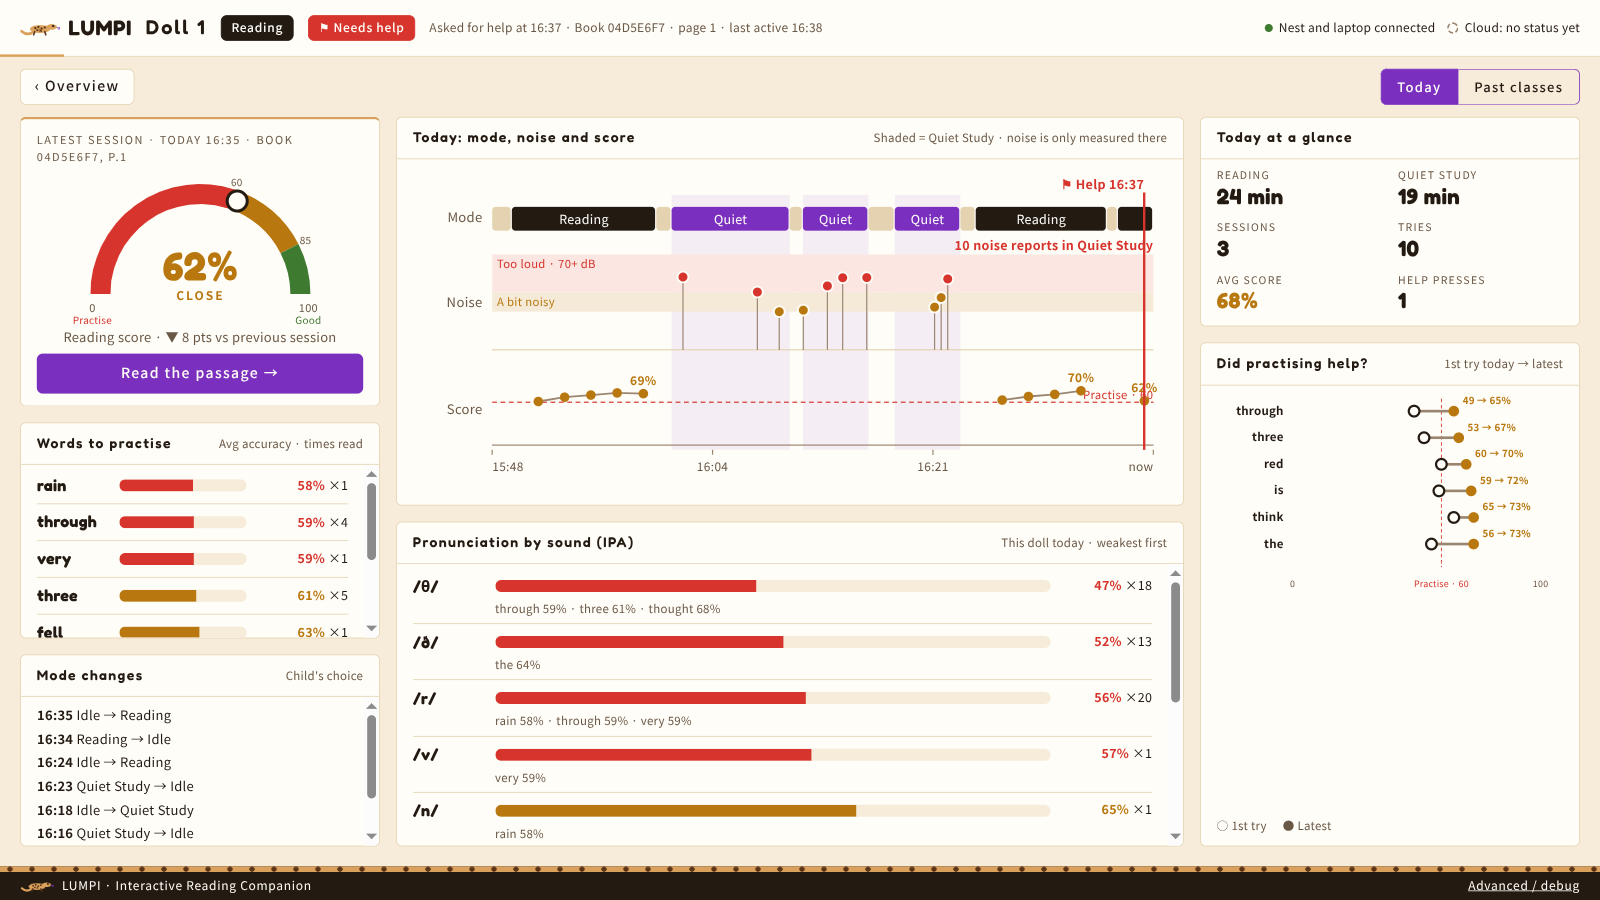 LUMPI Doll 1 Reading ⚑ Needs help Asked for help at 16:37 · Book 04D5E6F7 · page 1 · last active 16:38
Nest and laptop connected Cloud: no status yet
‹ Overview
Today Past classes
LATEST SESSION · TODAY 16:35 · BOOK
04D5E6F7, P.1
60
85
62%
CLOSE
0
Practise
100
Good
Reading score · ▼ 8 pts vs previous session
Read the passage →
Words to practise Avg accuracy · times read
rain 58% ×1
through 59% ×4
very 59% ×1
three 61% ×5
fell 63% ×1
Mode changes Child's choice
16:35 Idle → Reading
16:34 Reading → Idle
16:24 Idle → Reading
16:23 Quiet Study → Idle
16:18 Idle → Quiet Study
16:16 Quiet Study → Idle
Today: mode, noise and score Shaded = Quiet Study · noise is only measured there
⚑ Help 16:37
Mode Reading Quiet Quiet Quiet Reading
10 noise reports in Quiet Study
Too loud · 70+ dB
Noise A bit noisy
69% 70% 62%
Practise · 60
Score
15:48 16:04 16:21 now
Pronunciation by sound (IPA) This doll today · weakest first
/θ/ 47% ×18
through 59% · three 61% · thought 68%
/ð/ 52% ×13
the 64%
/r/ 56% ×20
rain 58% · through 59% · very 59%
/v/ 57% ×1
very 59%
/n/ 65% ×1
rain 58%
Today at a glance
READING QUIET STUDY
24 min 19 min
SESSIONS TRIES
3 10
AVG SCORE HELP PRESSES
68% 1
Did practising help? 1st try today → latest
through 49 → 65%
three 53 → 67%
red 60 → 70%
is 59 → 72%
think 65 → 73%
the 56 → 73%
0 Practise · 60 100
1st try Latest
LUMPI · Interactive Reading Companion
Advanced / debug